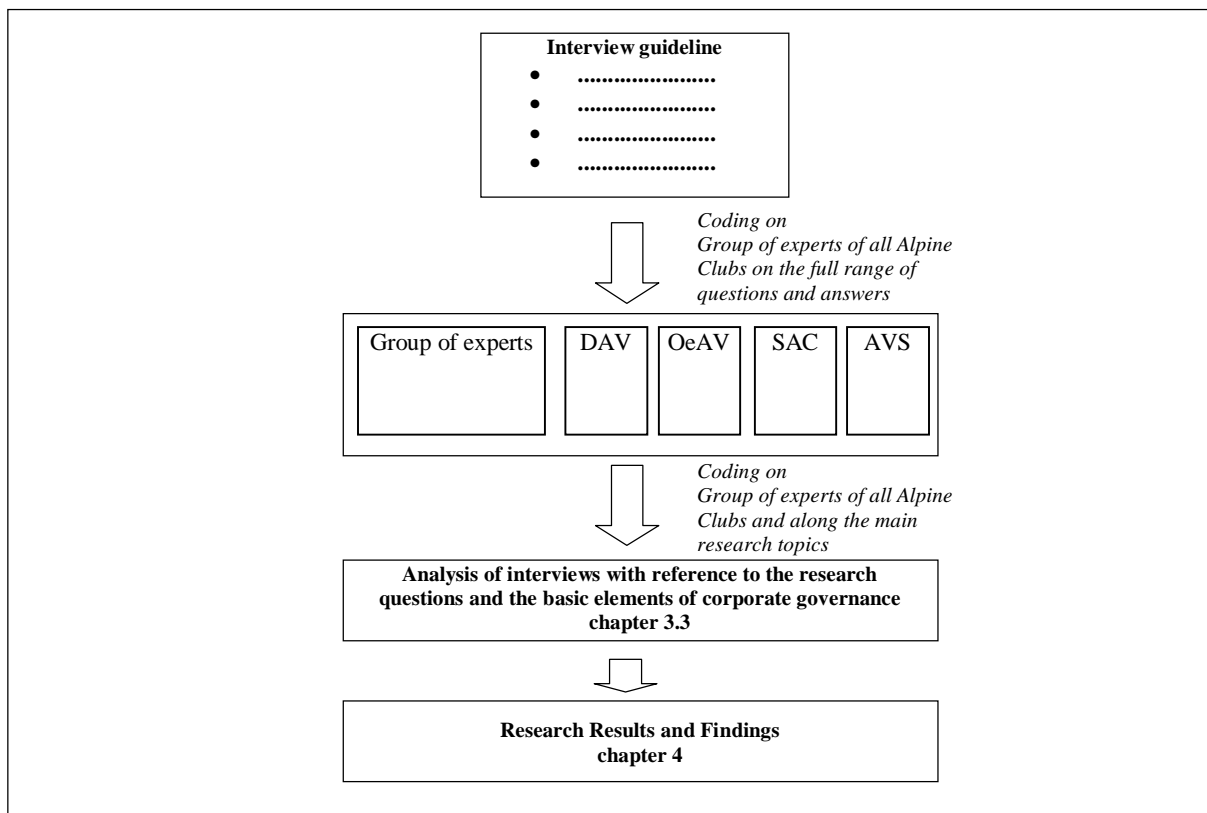 Interview guideline
• ........................
• ........................
• ........................
• ........................
Coding on
Group of experts of all Alpine
Clubs on the full range of
questions and answers
Group of experts DAV OeAV SAC AVS
Coding on
Group of experts of all Alpine
Clubs and along the main
research topics
Analysis of interviews with reference to the research
questions and the basic elements of corporate governance
chapter 3.3
Research Results and Findings
chapter 4